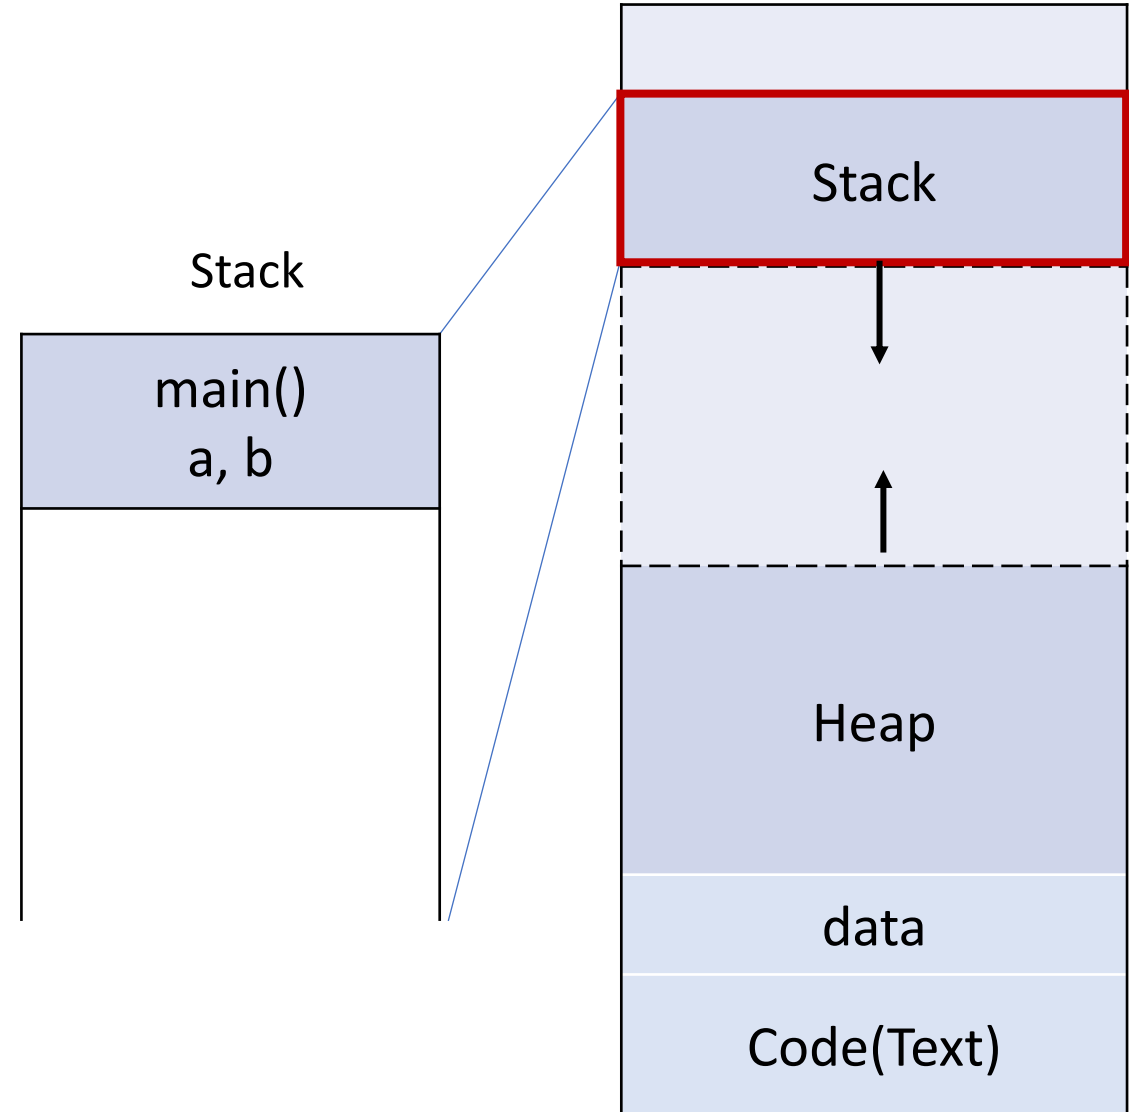 Stack
main()
a, b
Stack
Heap
data
Code(Text)